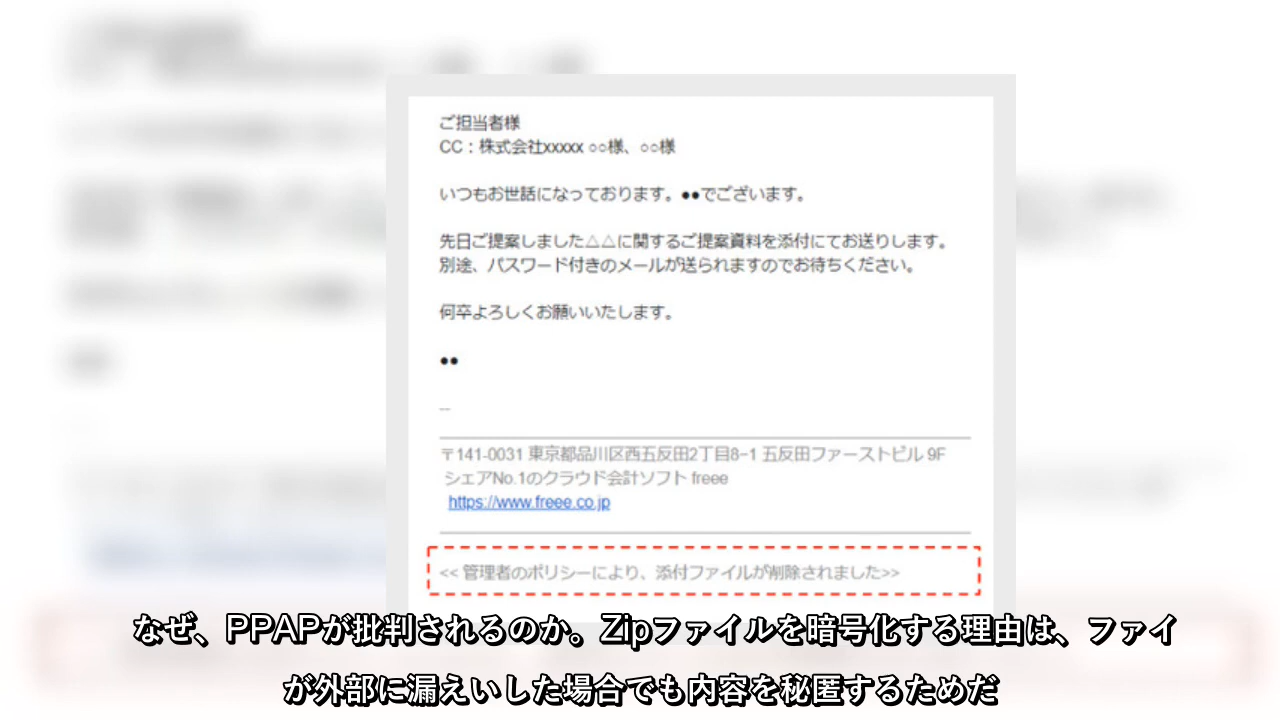 ご担当者様
CC：株式会社xxxxx ○○様、○○様
いつもお世話になっております。●●でございます。
先日ご提案しました△△に関するご提案資料を添付にてお送りします。
別途、パスワード付きのメールが送られますのでお待ちください。
何卒よろしくお願いいたします。
●●
--
〒141-0031 東京都品川区西五反田2丁目8−1 五反田ファーストビル 9F
シェアNo.1のクラウド会計ソフト freee
https://www.freee.co.jp
<< 管理者のポリシーにより、添付ファイルが削除されました>>
なぜ、PPAPが批判されるのか。Zipファイルを暗号化する理由は、ファイ
が外部に漏えいした場合でも内容を秘匿するためだ